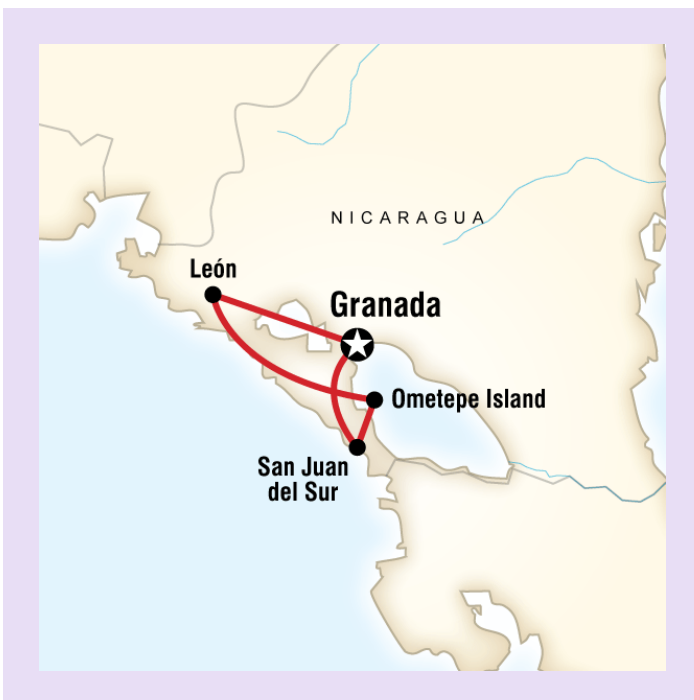 NICARAGUA
León
Granada
Ometepe Island
San Juan
del Sur